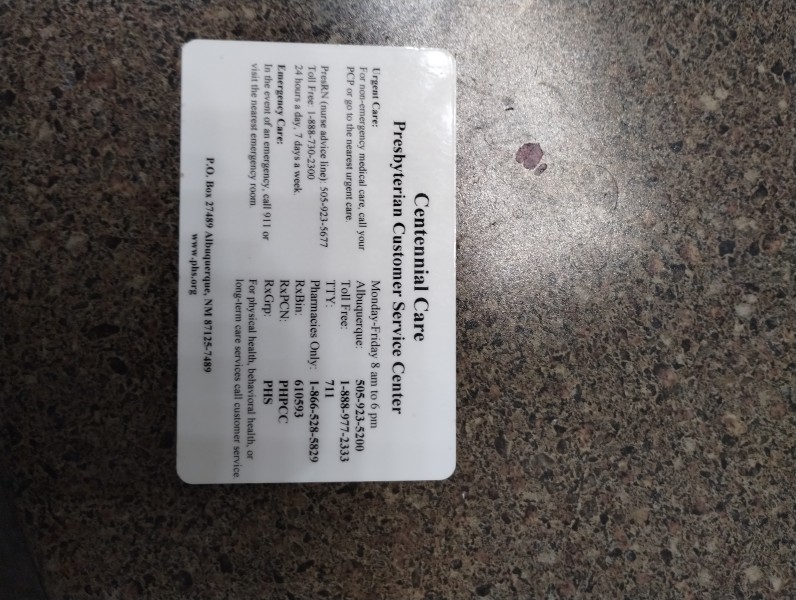 Centennial Care
Presbyterian Customer Service Center
Urgent Care:
For non-emergency medical care, call your
PCP or go to the nearest urgent care.
PresRN (nurse advice line): 505-923-5677
Toll Free: 1-888-730-2300
24 hours a day, 7 days a week.
Emergency Care:
In the event of an emergency, call 911 or
visit the nearest emergency room.
Monday-Friday 8 am to 6 pm
Albuquerque: 505-923-5200
Toll Free: 1-888-977-2333
TTY: 711
Pharmacies Only: 1-866-528-5829
RxBin: 610593
RxPCN: PHPCC
RxGrp: PHS
For physical health, behavioral health, or
long-term care services call customer service
P.O. Box 27489 Albuquerque, NM 87125-7489
www.phs.org